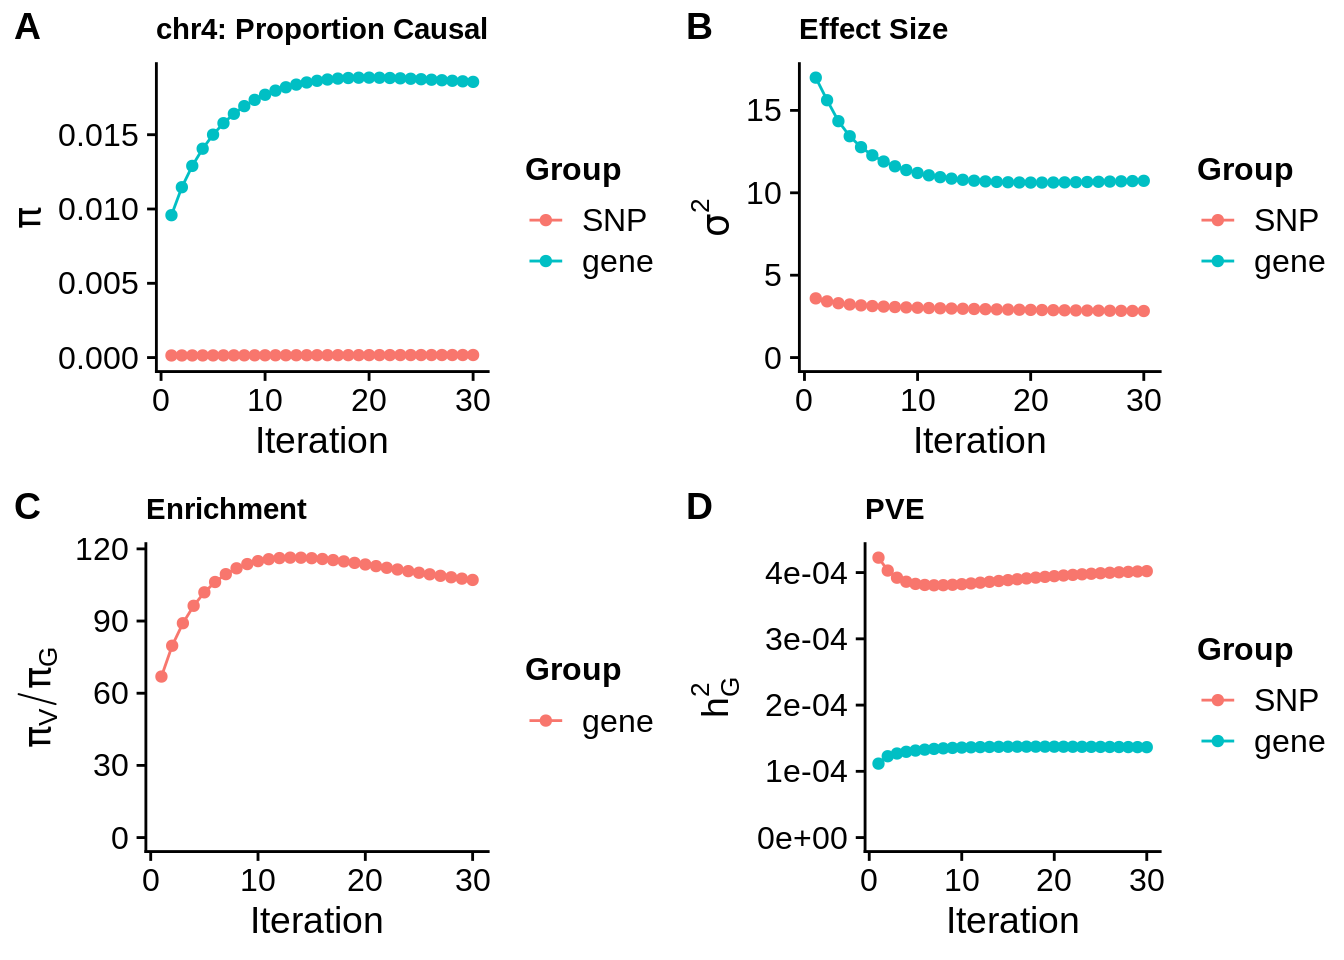 A
chr4: Proportion Causal
π
0.015
0.010
0.005
0.000
0 10 20 30
Iteration
Group
SNP
gene
B
Effect Size
σ²
15
10
5
0
0 10 20 30
Iteration
Group
SNP
gene
C
Enrichment
πV/πG
120
90
60
30
0
0 10 20 30
Iteration
Group
gene
D
PVE
h²G
4e-04
3e-04
2e-04
1e-04
0e+00
0 10 20 30
Iteration
Group
SNP
gene